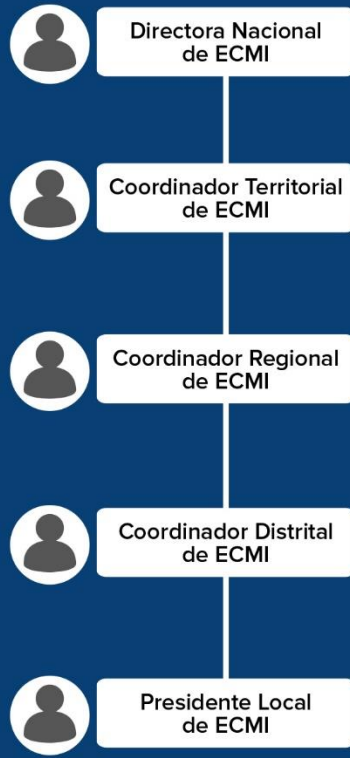 Directora Nacional
de ECMI
Coordinador Territorial
de ECMI
Coordinador Regional
de ECMI
Coordinador Distrital
de ECMI
Presidente Local
de ECMI